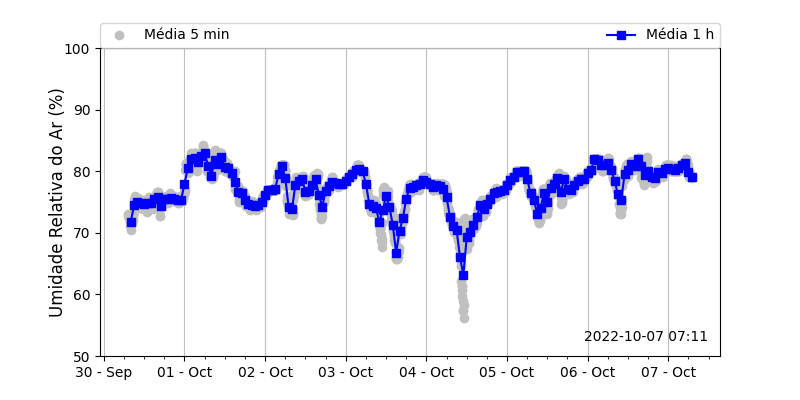 Média 5 min
Média 1 h
Umidade Relativa do Ar (%)
100
90
80
70
60
50
2022-10-07 07:11
30 - Sep
01 - Oct
02 - Oct
03 - Oct
04 - Oct
05 - Oct
06 - Oct
07 - Oct